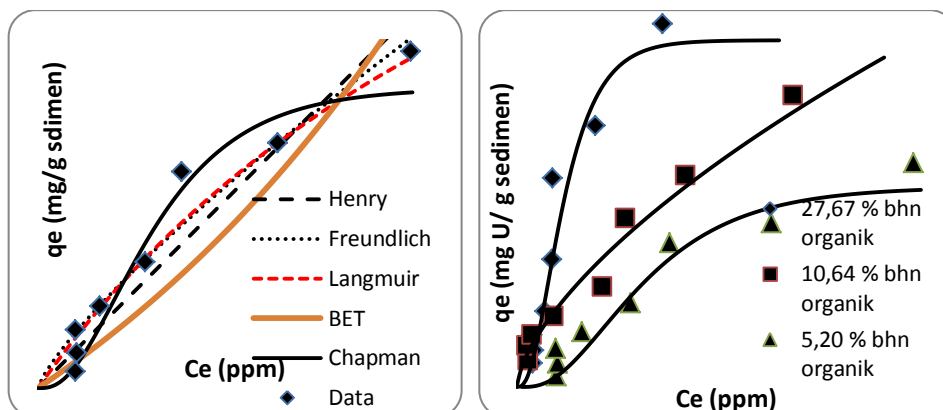 qe (mg/ g sdimen)
Henry
Freundlich
Langmuir
BET
Chapman
Data
Ce (ppm)
qe (mg U/ g sedimen)
27,67 % bhn
organik
10,64 % bhn
organik
5,20 % bhn
organik
Ce (ppm)